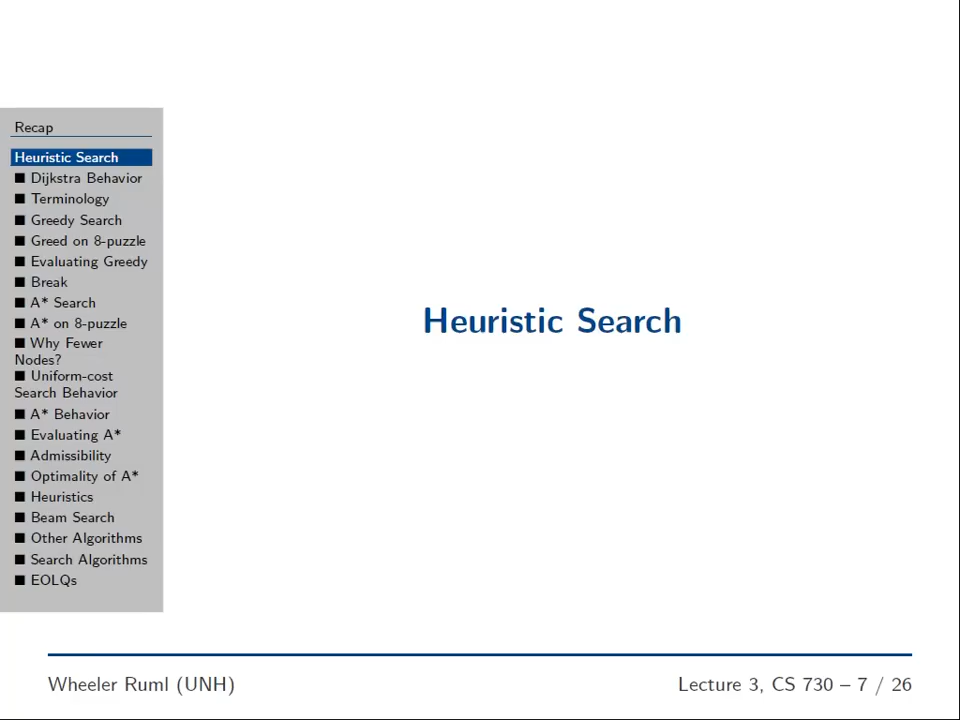 Recap
Heuristic Search
■ Dijkstra Behavior
■ Terminology
■ Greedy Search
■ Greed on 8-puzzle
■ Evaluating Greedy
■ Break
■ A* Search
■ A* on 8-puzzle
■ Why Fewer
Nodes?
■ Uniform-cost
Search Behavior
■ A* Behavior
■ Evaluating A*
■ Admissibility
■ Optimality of A*
■ Heuristics
■ Beam Search
■ Other Algorithms
■ Search Algorithms
■ EOLQs
Heuristic Search
Wheeler Ruml (UNH)
Lecture 3, CS 730 – 7 / 26